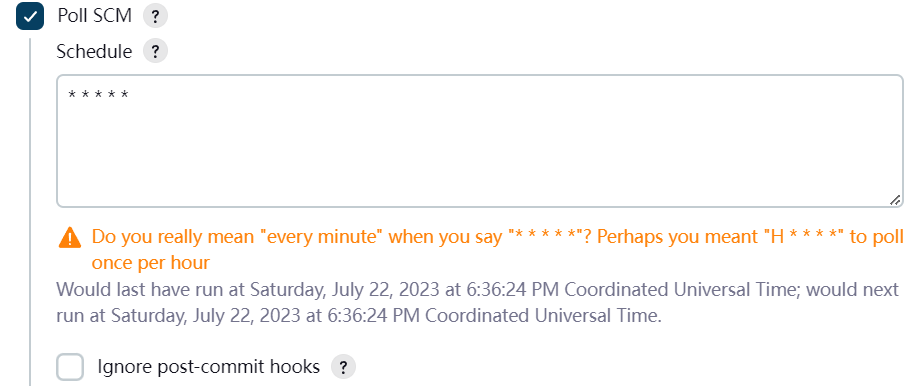 Poll SCM ?
Schedule ?
* * * * *
Do you really mean "every minute" when you say "* * * * *"? Perhaps you meant "H * * * *" to poll
once per hour
Would last have run at Saturday, July 22, 2023 at 6:36:24 PM Coordinated Universal Time; would next
run at Saturday, July 22, 2023 at 6:36:24 PM Coordinated Universal Time.
Ignore post-commit hooks ?